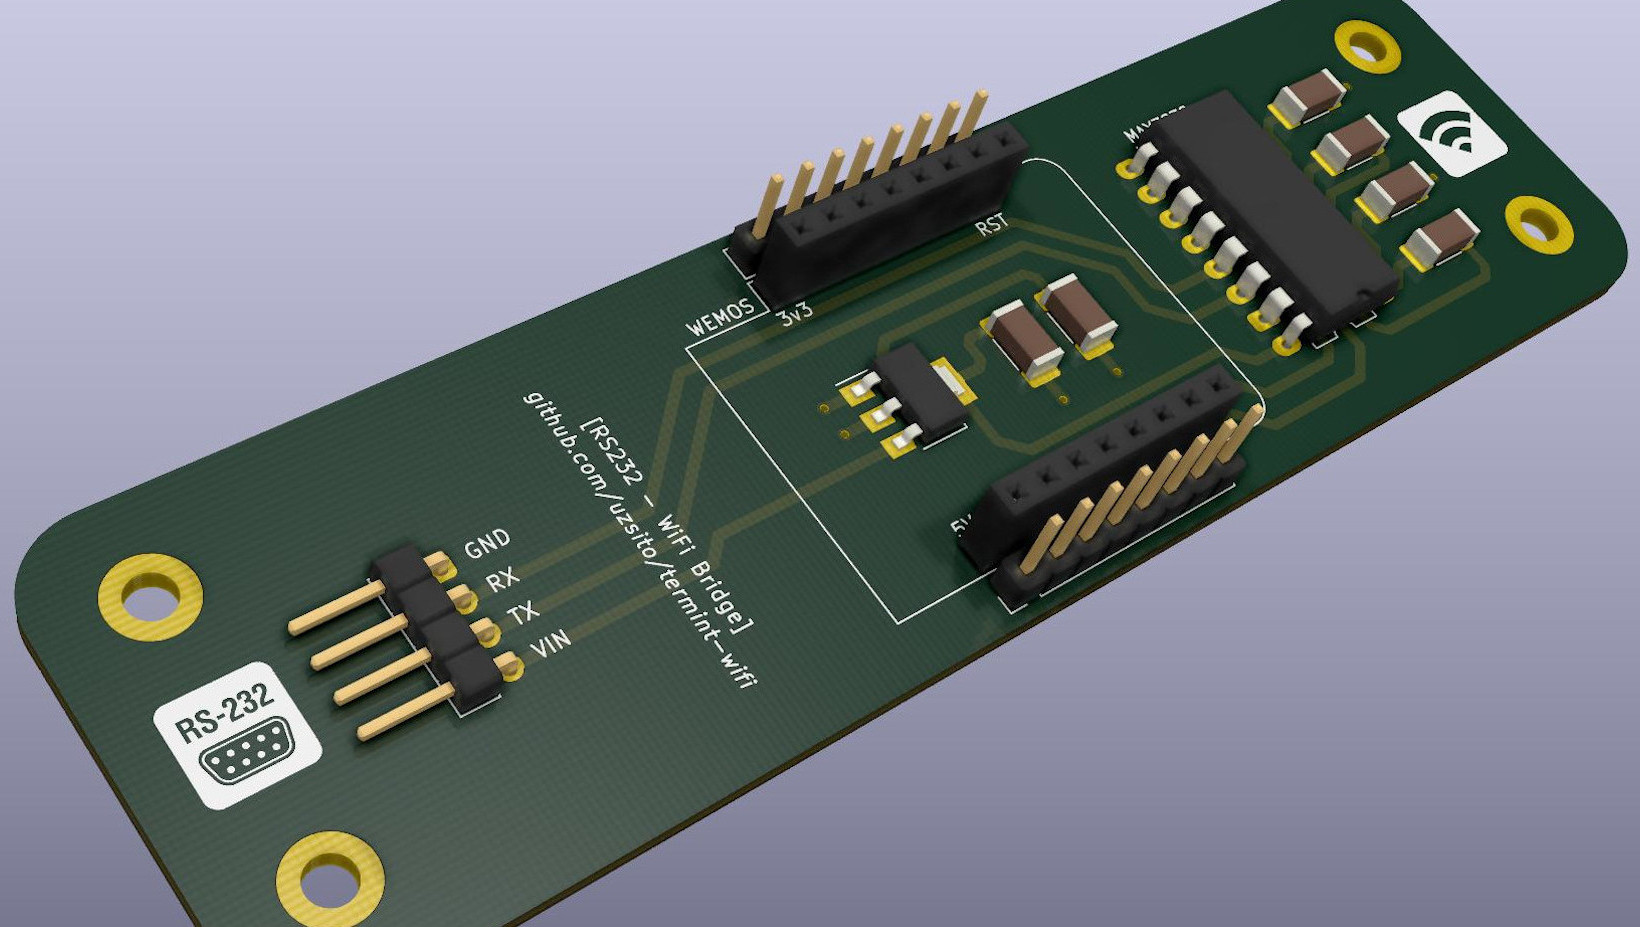 RST
WEMOS
3v3
[RS232 - WiFi Bridge]
github.com/uzsito/termint-wifi
GND
RX
TX
VIN
RS-232